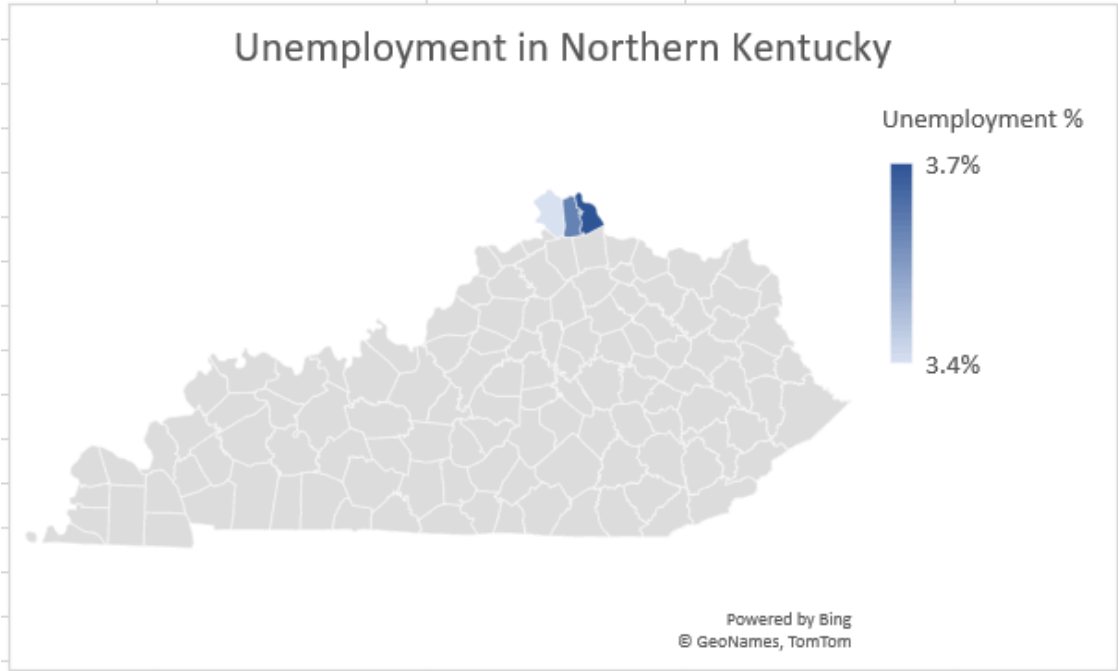 Unemployment in Northern Kentucky
Unemployment %
3.7%
3.4%
Powered by Bing
© GeoNames, TomTom